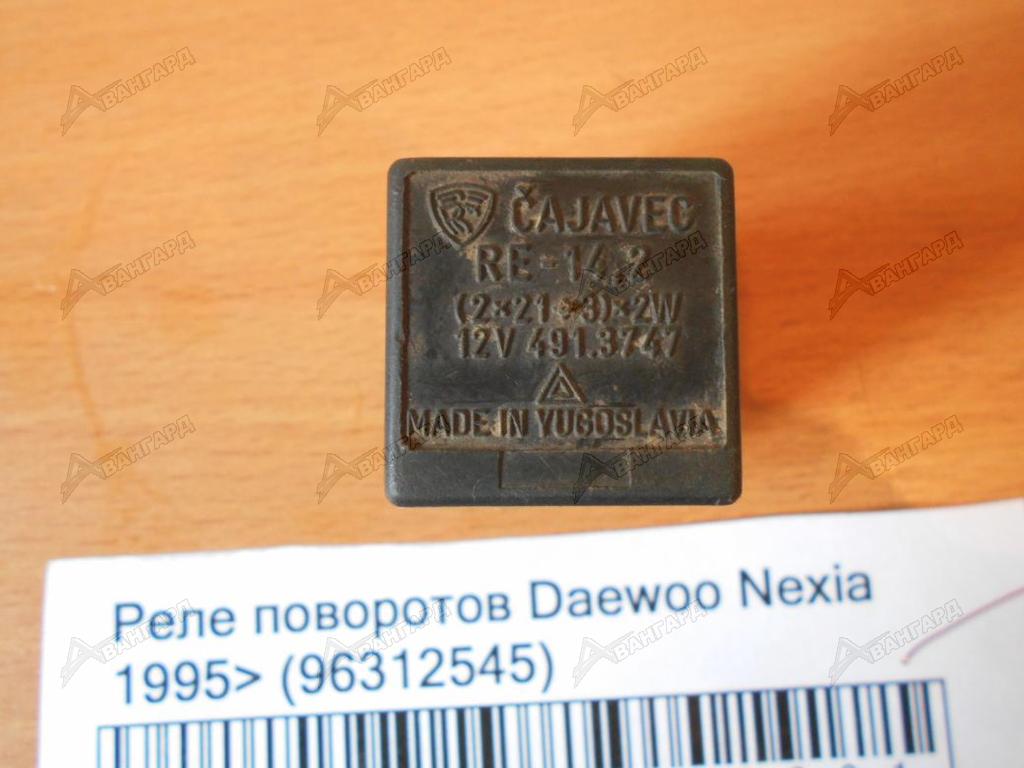 ČAJAVEC
RE-14.2
(2×21+3)×2W
12V 491.3747
MADE IN YUGOSLAVIA
Реле поворотов Daewoo Nexia
1995> (96312545)
АВАНГАРД